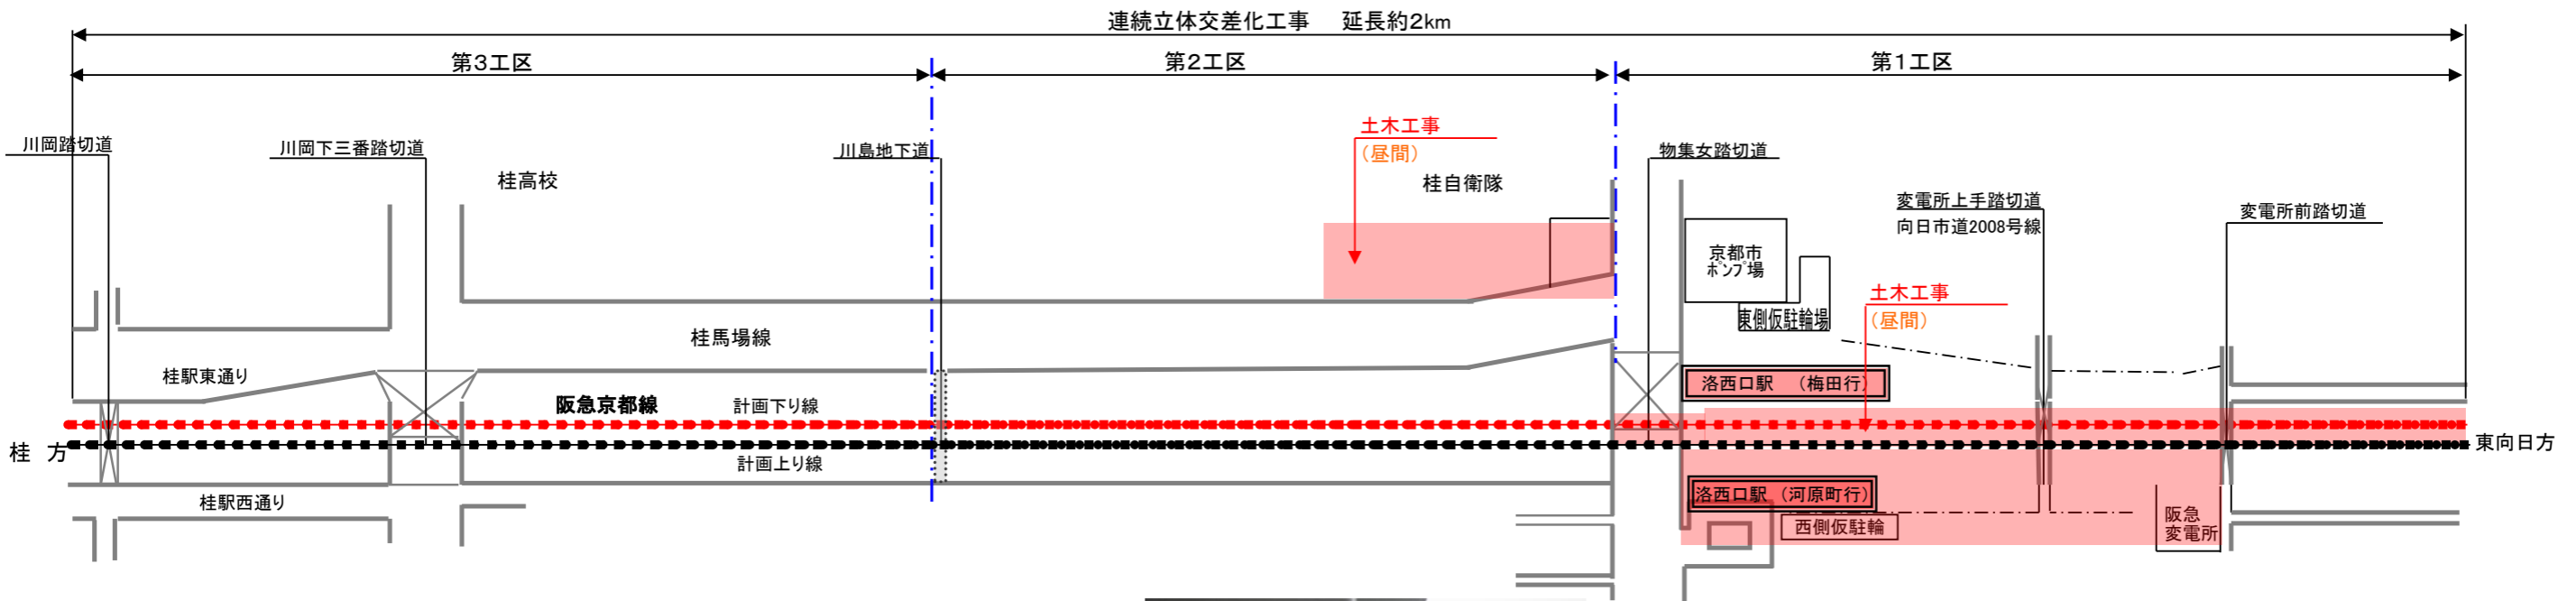 連続立体交差化工事　延長約2km
第3工区
第2工区
第1工区
川岡踏切道
川岡下三番踏切道
川島地下道
土木工事
（昼間）
物集女踏切道
桂高校
桂自衛隊
変電所上手踏切道
向日市道2008号線
変電所前踏切道
京都市
ポンプ場
土木工事
（昼間）
東側仮駐輪場
桂馬場線
桂駅東通り
洛西口駅　（梅田行）
阪急京都線
計画下り線
桂　方
東向日方
計画上り線
桂駅西通り
洛西口駅　（河原町行）
西側仮駐輪
阪急
変電所